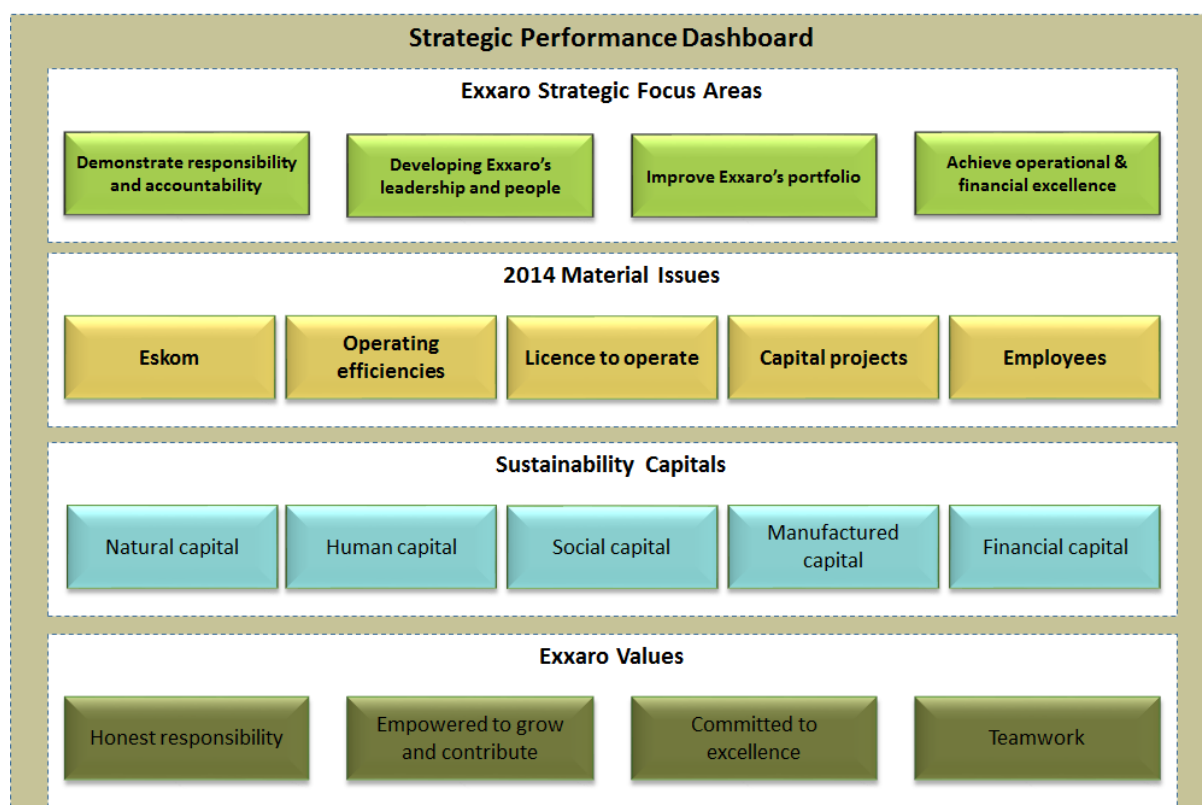 Strategic Performance Dashboard
Exxaro Strategic Focus Areas
Demonstrate responsibility
and accountability
Developing Exxaro's
leadership and people
Improve Exxaro's portfolio
Achieve operational &
financial excellence
2014 Material Issues
Eskom
Operating
efficiencies
Licence to operate
Capital projects
Employees
Sustainability Capitals
Natural capital
Human capital
Social capital
Manufactured
capital
Financial capital
Exxaro Values
Honest responsibility
Empowered to grow
and contribute
Committed to
excellence
Teamwork